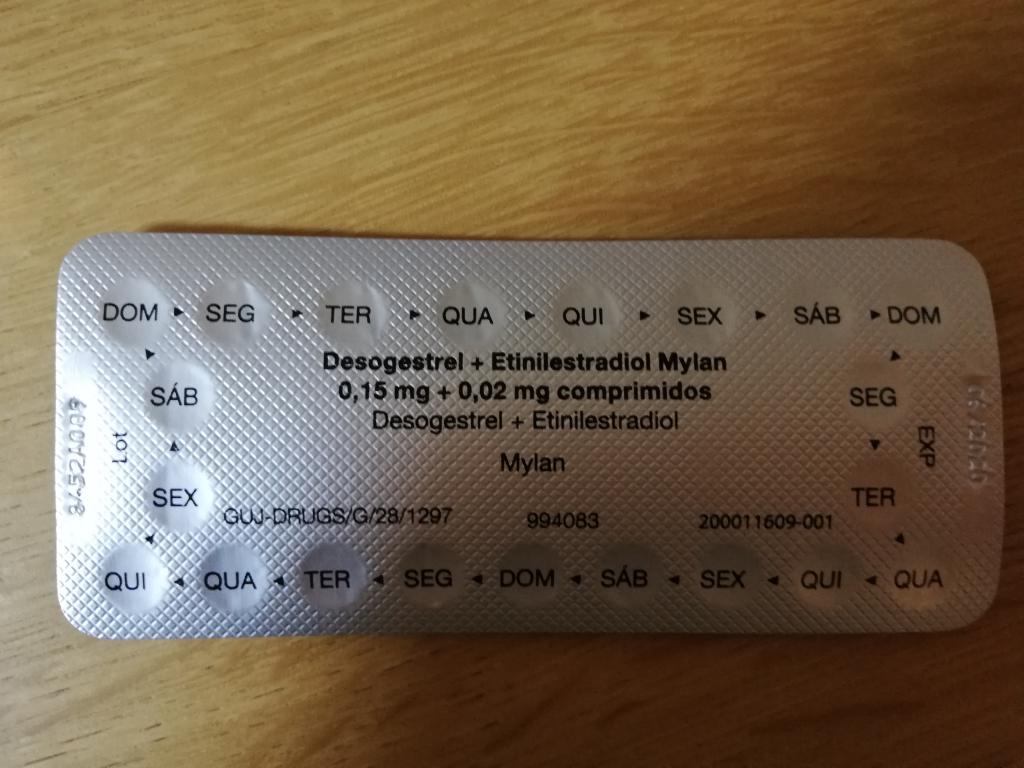 DOM ▸ SEG ▸ TER ▸ QUA ▸ QUI ▸ SEX ▸ SÁB ▸ DOM
Desogestrel + Etinilestradiol Mylan
0,15 mg + 0,02 mg comprimidos
Desogestrel + Etinilestradiol
Mylan
SÁB
SEG
Lot
EXP
SEX
TER
GUJ-DRUGS/G/28/1297 994083 200011609-001
QUI ◂ QUA ◂ TER ◂ SEG ◂ DOM ◂ SÁB ◂ SEX ◂ QUI ◂ QUA